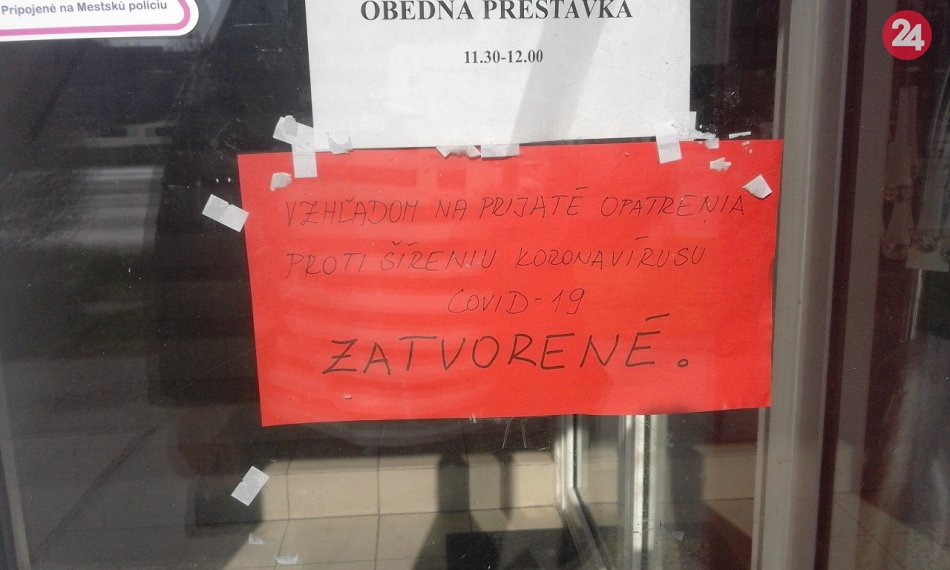 Pripojené na Mestskú políciu
OBEDNÁ PRESTÁVKA
11.30-12.00
24
VZHĽADOM NA PRIJATÉ OPATRENIA
PROTI ŠÍRENIU KORONAVÍRUSU
COVID-19
ZATVORENÉ.